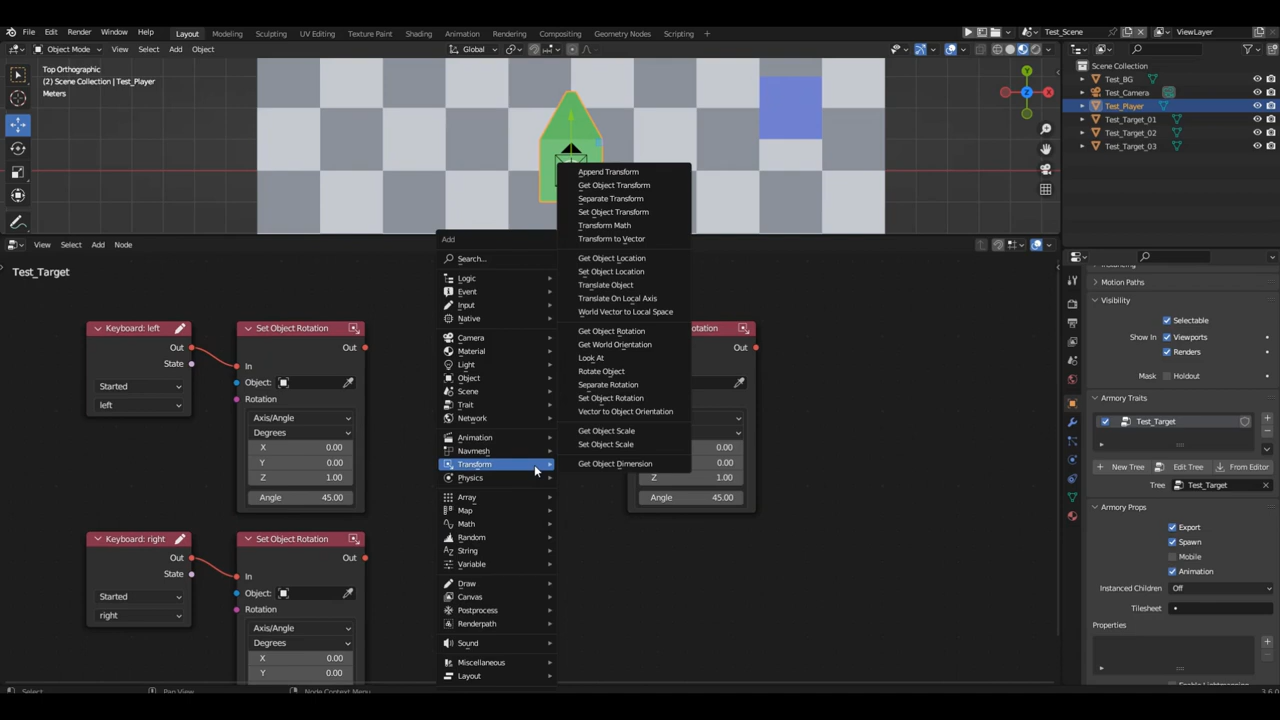 File Edit Render Window Help
Layout Modeling Sculpting UV Editing Texture Paint Shading Animation Rendering Compositing Geometry Nodes Scripting
Test_Scene
ViewLayer
Object Mode View Select Add Object
Global
Top Orthographic
(2) Scene Collection | Test_Player
Meters
Y
X
Z
Scene Collection
Test_BG
Test_Camera
Test_Player
Test_Target_01
Test_Target_02
Test_Target_03
View Select Add Node
Test_Target
Keyboard: left
Out
State
Started
left
Set Object Rotation
Out
In
Object:
Rotation
Axis/Angle
Degrees
X 0.00
Y 0.00
Z 1.00
Angle 45.00
Keyboard: right
Out
State
Started
right
Set Object Rotation
Out
In
Object:
Rotation
Axis/Angle
Degrees
X 0.00
Y 0.00
Add
Search...
Logic
Event
Input
Native
Camera
Material
Light
Object
Scene
Trait
Network
Animation
Navmesh
Transform
Physics
Array
Map
Math
Random
String
Variable
Draw
Canvas
Postprocess
Renderpath
Sound
Miscellaneous
Layout
Append Transform
Get Object Transform
Separate Transform
Set Object Transform
Transform Math
Transform to Vector
Get Object Location
Set Object Location
Translate Object
Translate On Local Axis
World Vector to Local Space
Get Object Rotation
Get World Orientation
Look At
Rotate Object
Separate Rotation
Set Object Rotation
Vector to Object Orientation
Get Object Scale
Set Object Scale
Get Object Dimension
Out
0.00
0.00
Z 1.00
Angle 45.00
Motion Paths
Visibility
Selectable
Show In Viewports
Renders
Mask Holdout
Armory Traits
Test_Target
New Tree Edit Tree From Editor
Tree Test_Target
Armory Props
Export
Spawn
Mobile
Animation
Instanced Children Off
Tilesheet
Properties
Select Pan View Node Context Menu
3.6.0